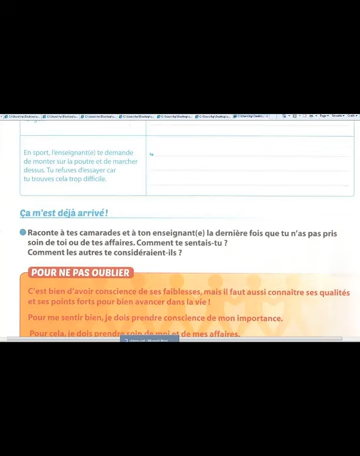 En sport, l'enseignant(e) te demande
de monter sur la poutre et de marcher
dessus. Tu refuses d'essayer car
tu trouves cela trop difficile.
Ça m'est déjà arrivé !
Raconte à tes camarades et à ton enseignant(e) la dernière fois que tu n'as pas pris
soin de toi ou de tes affaires. Comment te sentais-tu ?
Comment les autres te considéraient-ils ?
POUR NE PAS OUBLIER
C'est bien d'avoir conscience de ses faiblesses, mais il faut aussi connaître ses qualités
et ses points forts pour bien avancer dans la vie !
Pour me sentir bien, je dois prendre conscience de mon importance.
Pour cela, je dois prendre soin de moi et de mes affaires.